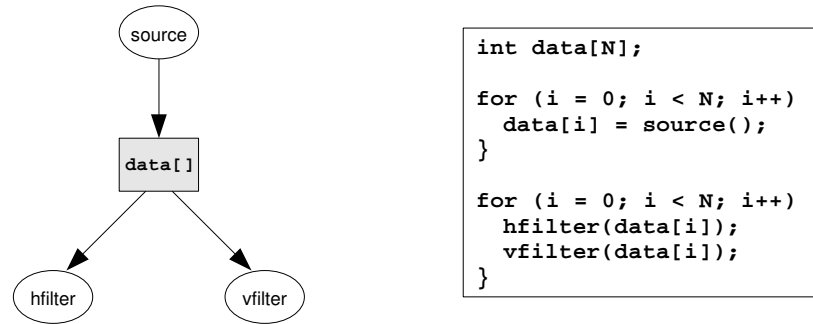 source
data[]
hfilter
vfilter
int data[N];
for (i = 0; i < N; i++)
data[i] = source();
}
for (i = 0; i < N; i++)
hfilter(data[i]);
vfilter(data[i]);
}